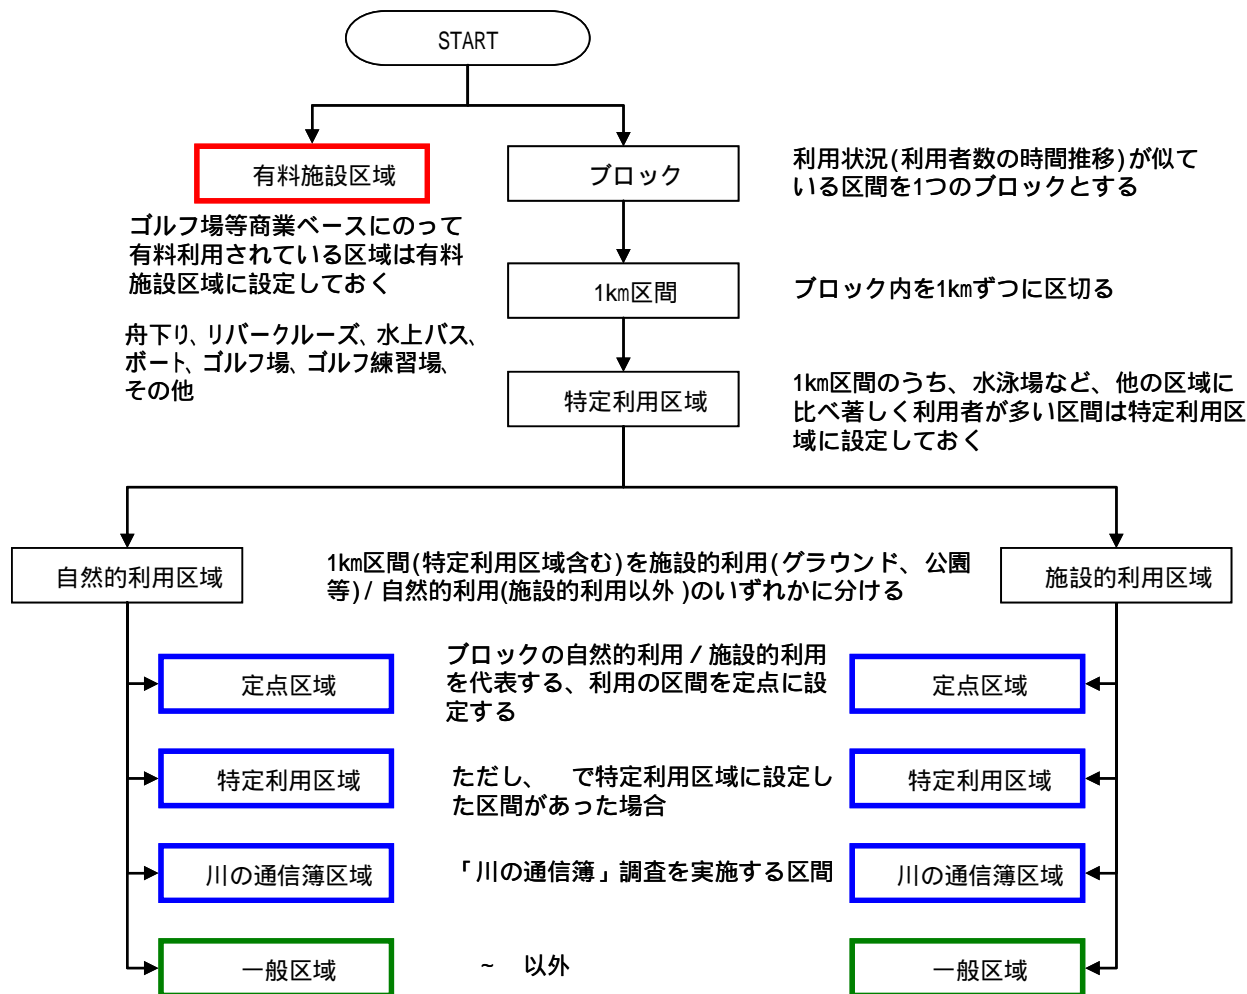 START
有料施設区域
ブロック
利用状況(利用者数の時間推移)が似て
いる区間を1つのブロックとする
ゴルフ場等商業ベースにのって
有料利用されている区域は有料
施設区域に設定しておく
1km区間
ブロック内を1kmずつに区切る
舟下り、リバークルーズ、水上バス、
ボート、ゴルフ場、ゴルフ練習場、
その他
特定利用区域
1km区間のうち、水泳場など、他の区域に
比べ著しく利用者が多い区間は特定利用区
域に設定しておく
自然的利用区域
1km区間(特定利用区域含む)を施設的利用(グラウンド、公園
等)/自然的利用(施設的利用以外)のいずれかに分ける
施設的利用区域
定点区域
ブロックの自然的利用/施設的利用
を代表する、利用の区間を定点に設
定する
定点区域
特定利用区域
ただし、　で特定利用区域に設定し
た区間があった場合
特定利用区域
川の通信簿区域
「川の通信簿」調査を実施する区間
川の通信簿区域
一般区域
~　以外
一般区域